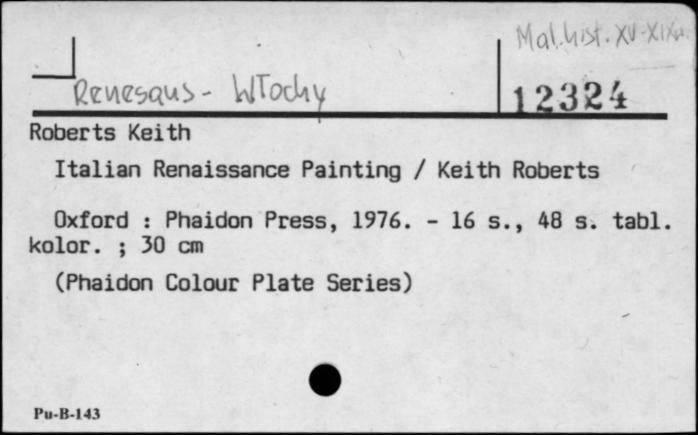 Mal. hist. XV-XIXw.
Renesans - Włochy
12324
Roberts Keith
Italian Renaissance Painting / Keith Roberts
Oxford : Phaidon Press, 1976. - 16 s., 48 s. tabl.
kolor. ; 30 cm
(Phaidon Colour Plate Series)
Pu-B-143